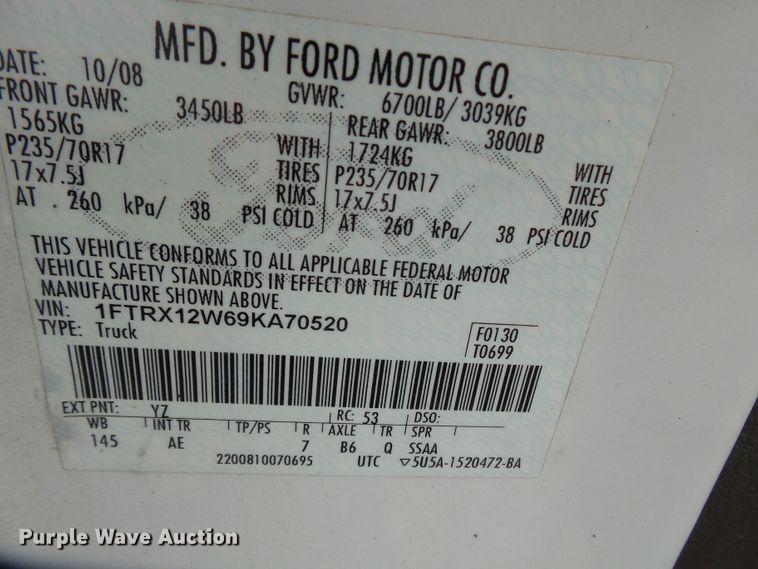 MFD. BY FORD MOTOR CO.
DATE: 10/08
GVWR: 6700LB/ 3039KG
FRONT GAWR: 3450LB
REAR GAWR: 3800LB
1565KG WITH
1724KG WITH
P235/70R17 TIRES
P235/70R17 TIRES
17x7.5J RIMS
17x7.5J RIMS
AT 260 kPa/ 38 PSI COLD
AT 260 kPa/ 38 PSI COLD
THIS VEHICLE CONFORMS TO ALL APPLICABLE FEDERAL MOTOR
VEHICLE SAFETY STANDARDS IN EFFECT ON THE DATE OF
MANUFACTURE SHOWN ABOVE.
VIN: 1FTRX12W69KA70520
TYPE: Truck
F0130
T0699
EXT PNT: YZ RC: 53 DSO:
WB INT TR TP/PS R AXLE TR SPR
145 AE 7 B6 Q SSAA
2200810070695 UTC 5U5A-1520472-BA
Ford
Purple Wave Auction